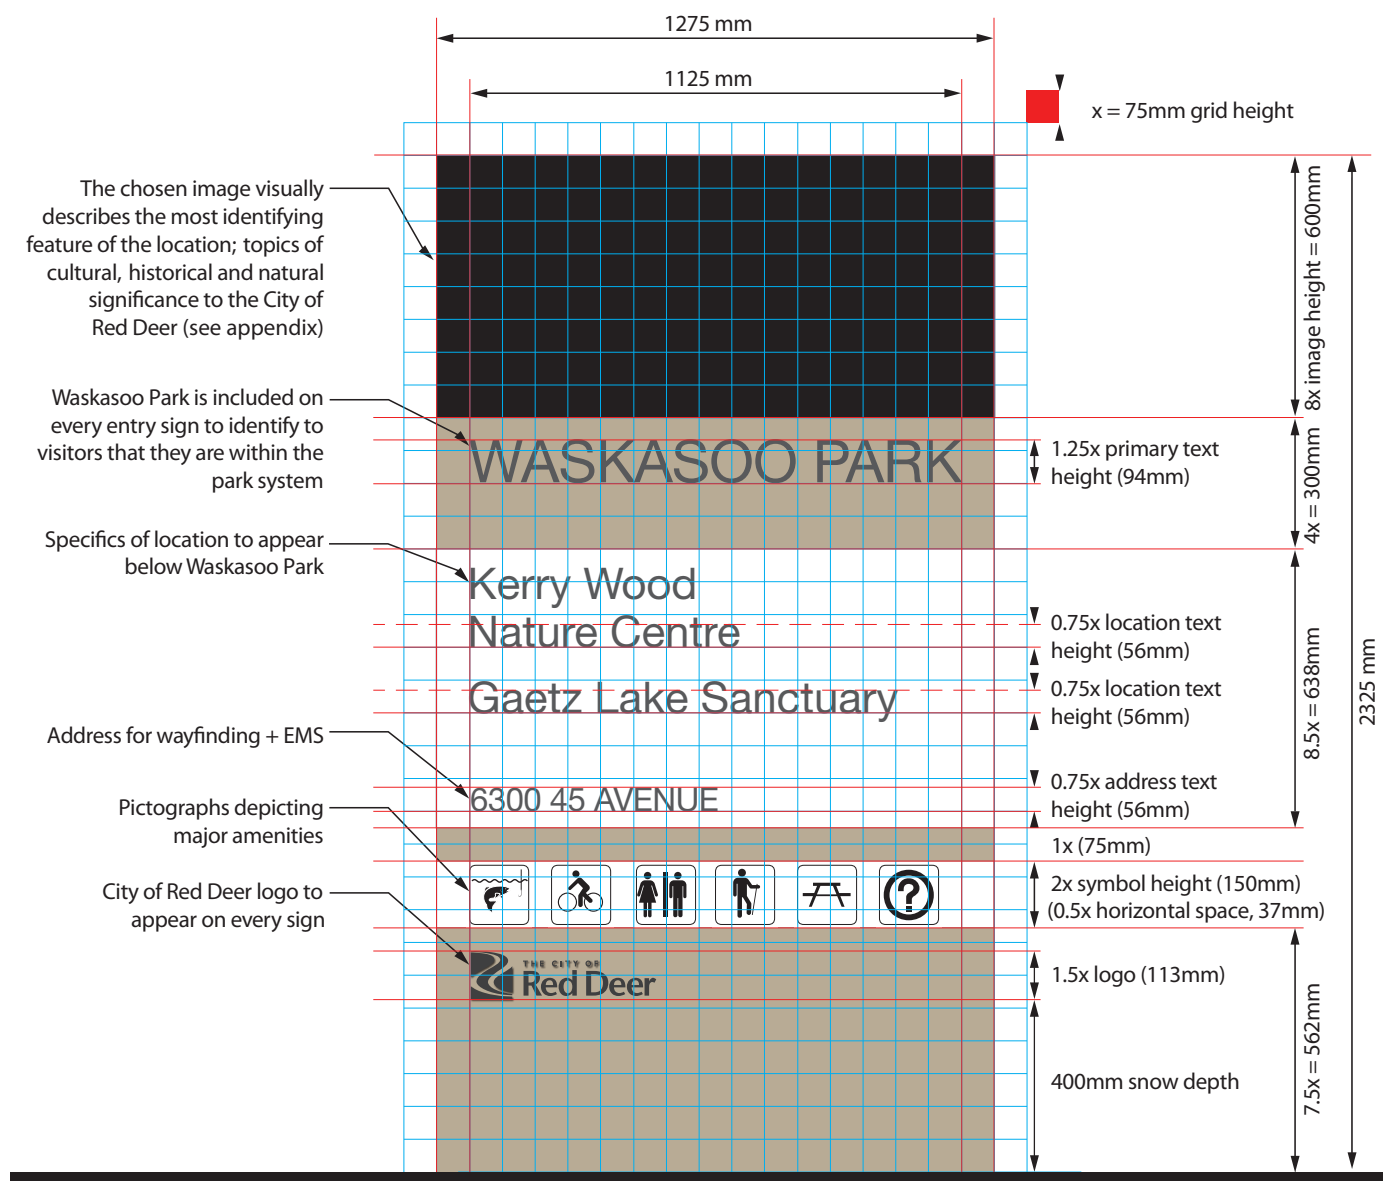 1275 mm
1125 mm
x = 75mm grid height
The chosen image visually
describes the most identifying
feature of the location; topics of
cultural, historical and natural
significance to the City of
Red Deer (see appendix)
8x image height = 600mm
2325 mm
Waskasoo Park is included on
every entry sign to identify to
visitors that they are within the
park system
WASKASOO PARK
1.25x primary text
height (94mm)
4x = 300mm
Specifics of location to appear
below Waskasoo Park
Kerry Wood
Nature Centre
0.75x location text
height (56mm)
Gaetz Lake Sanctuary
0.75x location text
height (56mm)
8.5x = 638mm
Address for wayfinding + EMS
6300 45 AVENUE
0.75x address text
height (56mm)
Pictographs depicting
major amenities
1x (75mm)
?
2x symbol height (150mm)
(0.5x horizontal space, 37mm)
City of Red Deer logo to
appear on every sign
THE CITY OF
Red Deer
1.5x logo (113mm)
7.5x = 562mm
400mm snow depth